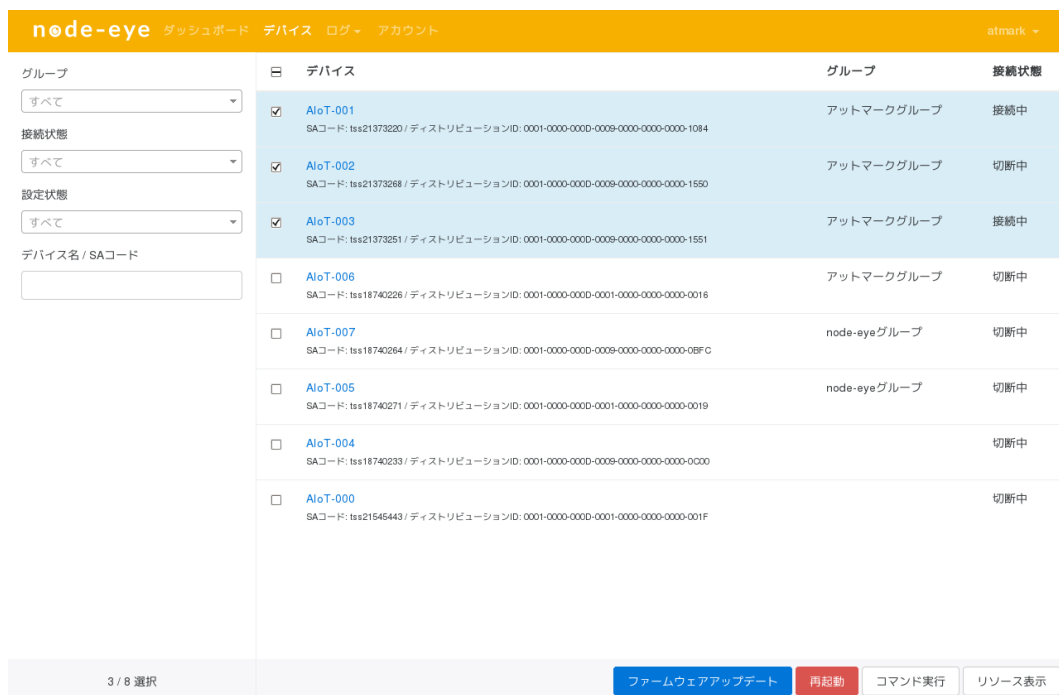 node-eye ダッシュボード デバイス ログ アカウント atmark
グループ
すべて
接続状態
すべて
設定状態
すべて
デバイス名 / SAコード
デバイス グループ 接続状態
AIoT-001 アットマークグループ 接続中
SAコード: tss21373220 / ディストリビューションID: 0001-0000-000D-0009-0000-0000-0000-1084
AIoT-002 アットマークグループ 切断中
SAコード: tss21373268 / ディストリビューションID: 0001-0000-000D-0009-0000-0000-0000-1550
AIoT-003 アットマークグループ 接続中
SAコード: tss21373251 / ディストリビューションID: 0001-0000-000D-0009-0000-0000-0000-1551
AIoT-006 アットマークグループ 切断中
SAコード: tss18740226 / ディストリビューションID: 0001-0000-000D-0001-0000-0000-0000-0016
AIoT-007 node-eyeグループ 切断中
SAコード: tss18740264 / ディストリビューションID: 0001-0000-000D-0009-0000-0000-0000-0BFC
AIoT-005 node-eyeグループ 切断中
SAコード: tss18740271 / ディストリビューションID: 0001-0000-000D-0001-0000-0000-0000-0019
AIoT-004 切断中
SAコード: tss18740233 / ディストリビューションID: 0001-0000-000D-0009-0000-0000-0000-0C00
AIoT-000 切断中
SAコード: tss21545443 / ディストリビューションID: 0001-0000-000D-0001-0000-0000-0000-001F
3 / 8 選択 ファームウェアアップデート 再起動 コマンド実行 リソース表示